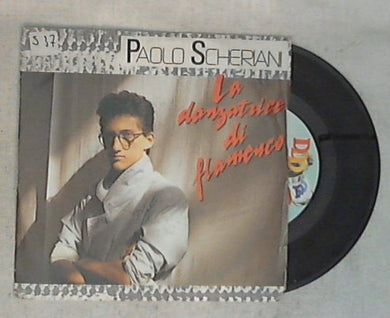 S 37
PAOLO SCHERIANI
La
danzatrice
di
flamenco